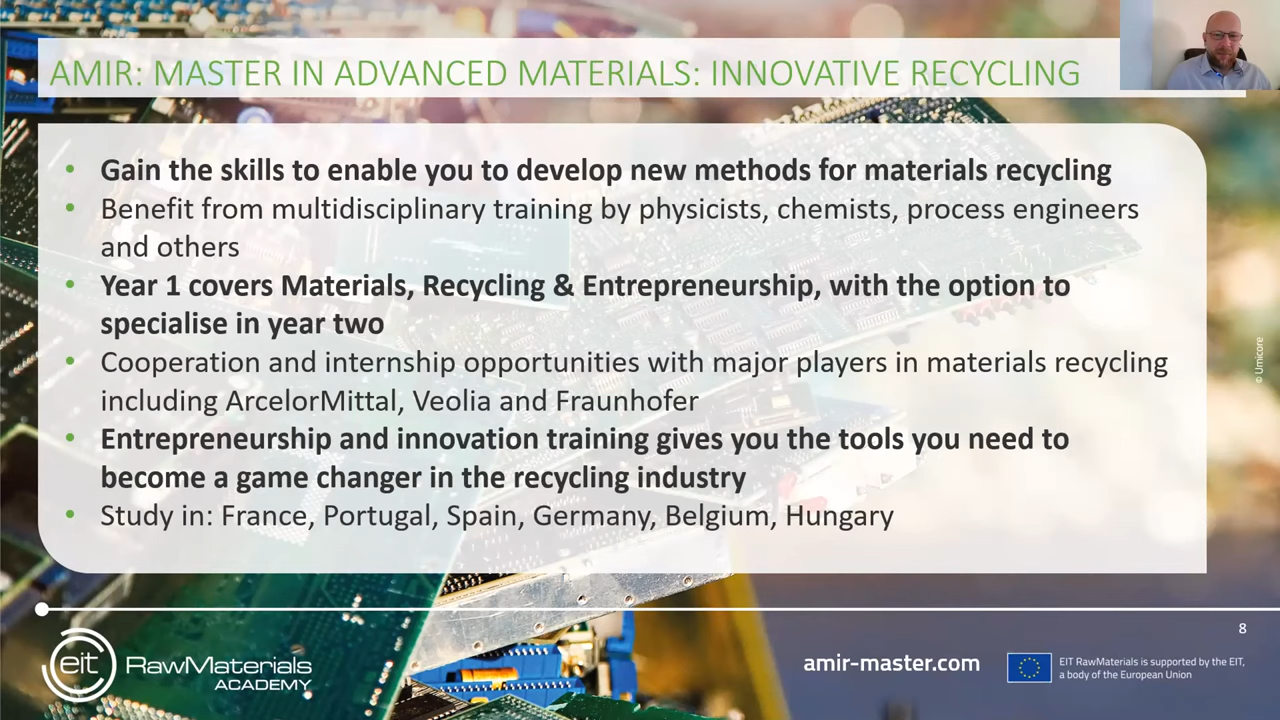 AMIR: MASTER IN ADVANCED MATERIALS: INNOVATIVE RECYCLING
• Gain the skills to enable you to develop new methods for materials recycling
• Benefit from multidisciplinary training by physicists, chemists, process engineers
and others
• Year 1 covers Materials, Recycling & Entrepreneurship, with the option to
specialise in year two
• Cooperation and internship opportunities with major players in materials recycling
including ArcelorMittal, Veolia and Fraunhofer
• Entrepreneurship and innovation training gives you the tools you need to
become a game changer in the recycling industry
• Study in: France, Portugal, Spain, Germany, Belgium, Hungary
© Umicore
8
eit RawMaterials
ACADEMY
amir-master.com
EIT RawMaterials is supported by the EIT,
a body of the European Union